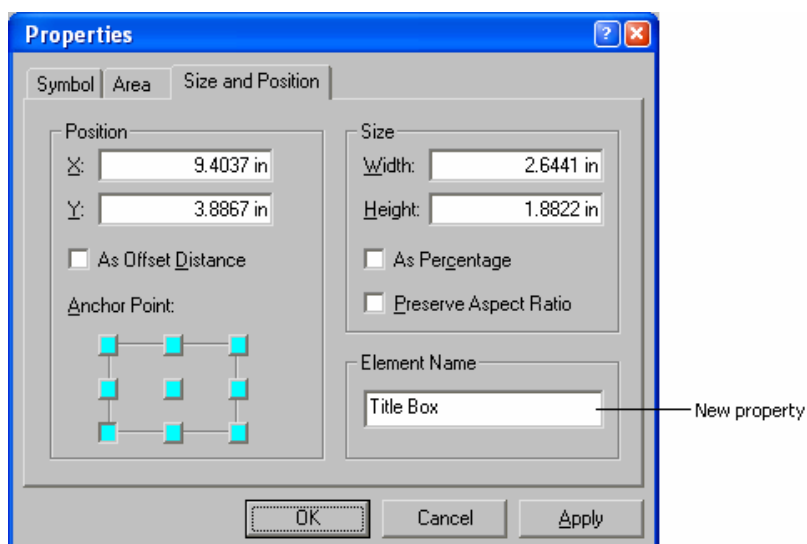 Properties
Symbol Area Size and Position
Position
X: 9.4037 in
Y: 3.8867 in
As Offset Distance
Anchor Point:
Size
Width: 2.6441 in
Height: 1.8822 in
As Percentage
Preserve Aspect Ratio
Element Name
Title Box
New property
OK Cancel Apply